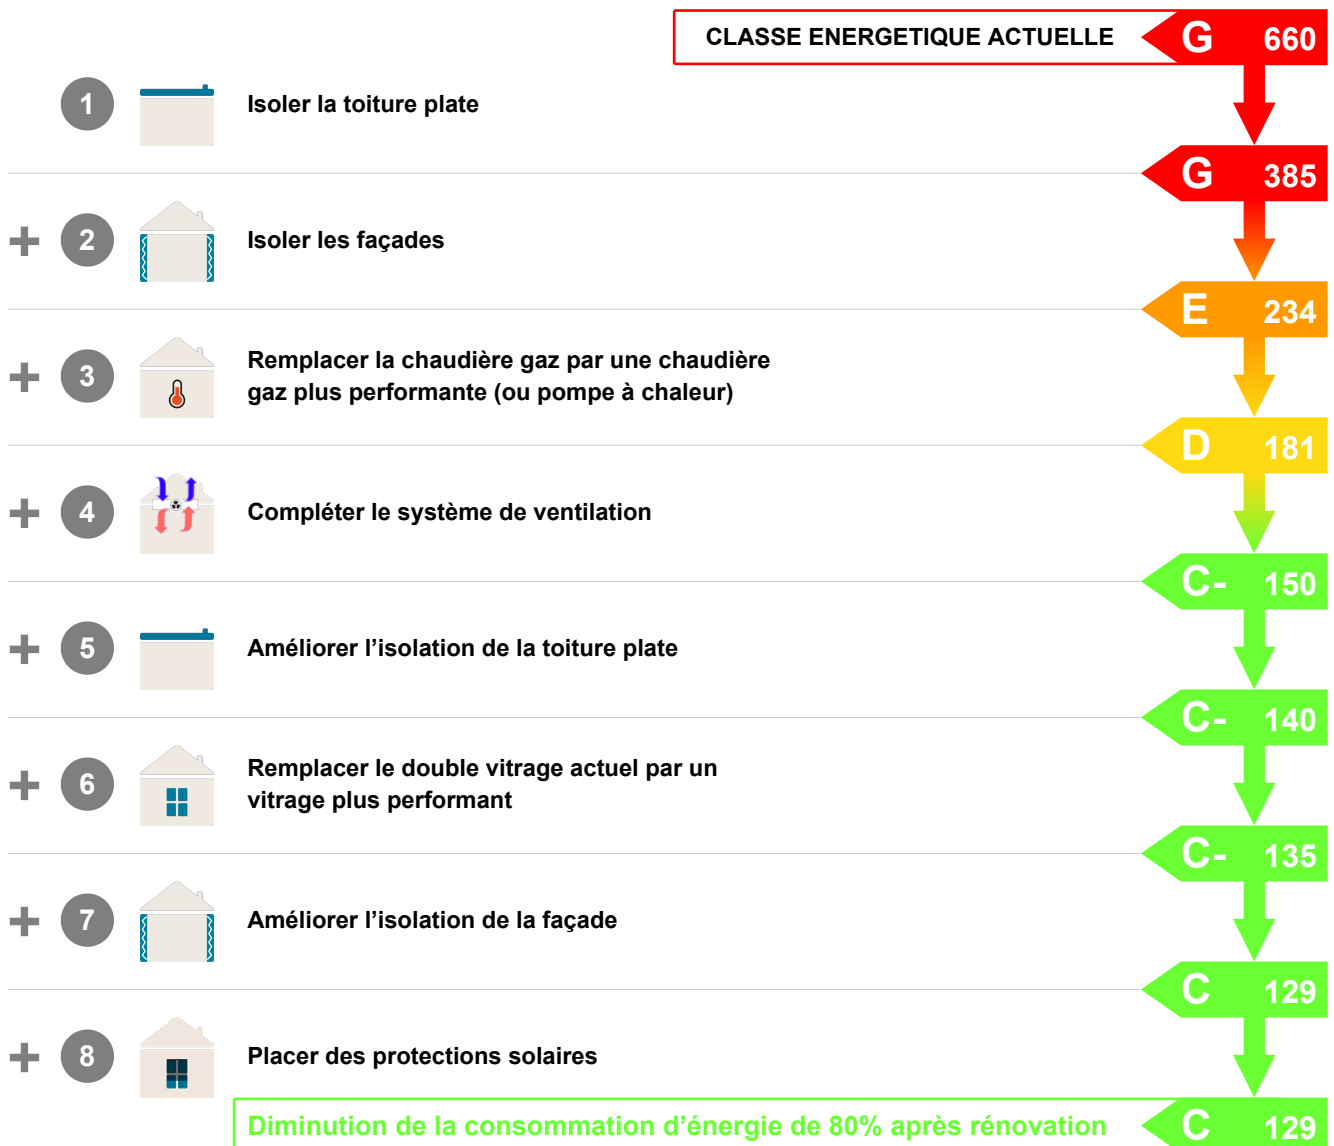 CLASSE ENERGETIQUE ACTUELLE G 660
1 Isoler la toiture plate
G 385
+ 2 Isoler les façades
E 234
+ 3 Remplacer la chaudière gaz par une chaudière
gaz plus performante (ou pompe à chaleur)
D 181
+ 4 Compléter le système de ventilation
C- 150
+ 5 Améliorer l’isolation de la toiture plate
C- 140
+ 6 Remplacer le double vitrage actuel par un
vitrage plus performant
C- 135
+ 7 Améliorer l’isolation de la façade
C 129
+ 8 Placer des protections solaires
Diminution de la consommation d’énergie de 80% après rénovation C 129